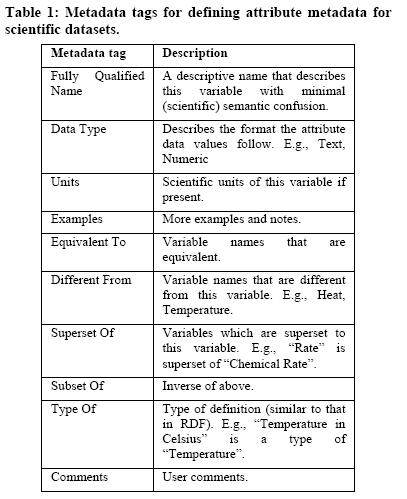 Table 1: Metadata tags for defining attribute metadata for
scientific datasets.
Metadata tag Description
Fully Qualified
Name
A descriptive name that describes
this variable with minimal
(scientific) semantic confusion.
Data Type
Describes the format the attribute
data values follow. E.g., Text,
Numeric
Units
Scientific units of this variable if
present.
Examples
More examples and notes.
Equivalent To
Variable names that are
equivalent.
Different From
Variable names that are different
from this variable. E.g., Heat,
Temperature.
Superset Of
Variables which are superset to
this variable. E.g., “Rate” is
superset of “Chemical Rate”.
Subset Of
Inverse of above.
Type Of
Type of definition (similar to that
in RDF). E.g., “Temperature in
Celsius” is a type of
“Temperature”.
Comments
User comments.